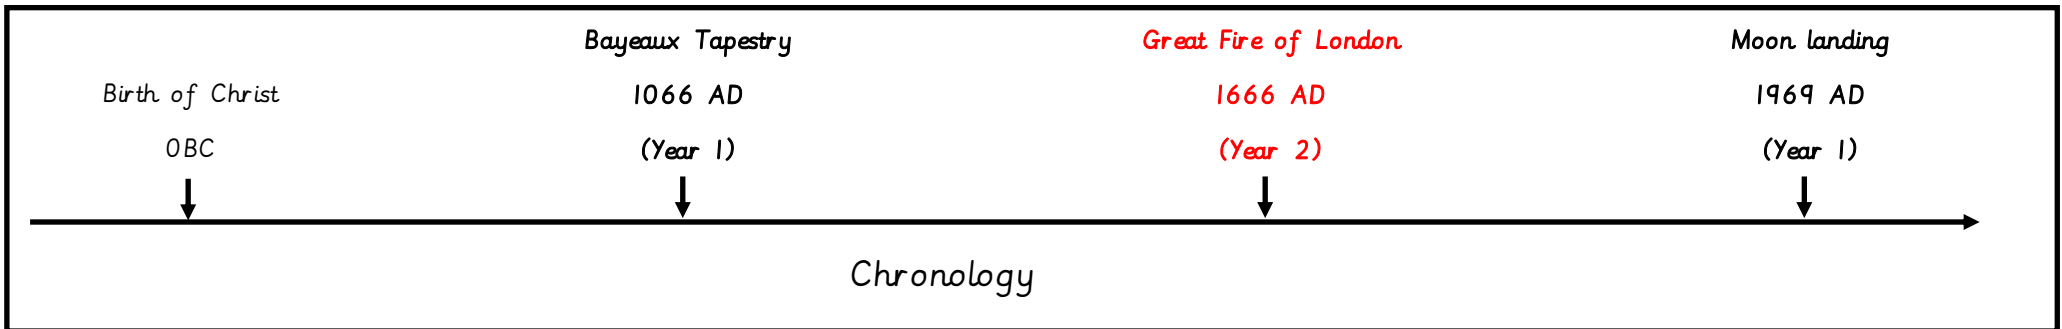 Birth of Christ
0BC
Bayeaux Tapestry
1066 AD
(Year 1)
Great Fire of London
1666 AD
(Year 2)
Moon landing
1969 AD
(Year 1)
Chronology